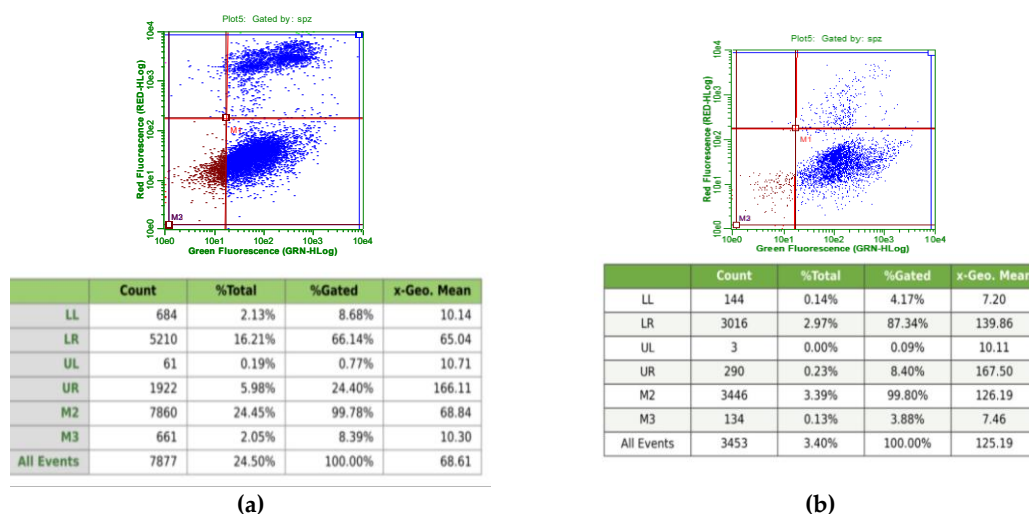 Plot5: Gated by: spz
Red Fluorescence (RED-HLog)
10e4
10e3
10e2
10e1
10e0
M1
M3
10e0 10e1 10e2 10e3 10e4
Green Fluorescence (GRN-HLog)
Count %Total %Gated x-Geo. Mean
LL 684 2.13% 8.68% 10.14
LR 5210 16.21% 66.14% 65.04
UL 61 0.19% 0.77% 10.71
UR 1922 5.98% 24.40% 166.11
M2 7860 24.45% 99.78% 68.84
M3 661 2.05% 8.39% 10.30
All Events 7877 24.50% 100.00% 68.61
(a)
Plot5: Gated by: spz
Red Fluorescence (RED-HLog)
10e4
10e3
10e2
10e1
10e0
M1
M3
10e0 10e1 10e2 10e3 10e4
Green Fluorescence (GRN-HLog)
Count %Total %Gated x-Geo. Mean
LL 144 0.14% 4.17% 7.20
LR 3016 2.97% 87.34% 139.86
UL 3 0.00% 0.09% 10.11
UR 290 0.23% 8.40% 167.50
M2 3446 3.39% 99.80% 126.19
M3 134 0.13% 3.88% 7.46
All Events 3453 3.40% 100.00% 125.19
(b)